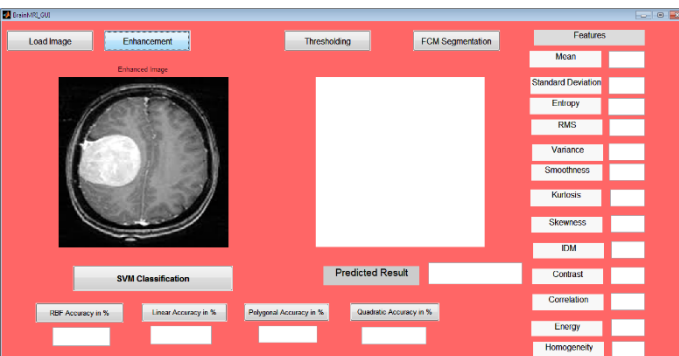 BrainMRI_GUI
Load Image
Enhancement
Thresholding
FCM Segmentation
Features
Enhanced Image
Mean
Standard Deviation
Entropy
RMS
Variance
Smoothness
Kurtosis
Skewness
IDM
Contrast
Correlation
Energy
Homogeneity
SVM Classification
Predicted Result
RBF Accuracy in %
Linear Accuracy in %
Polygonal Accuracy in %
Quadratic Accuracy in %